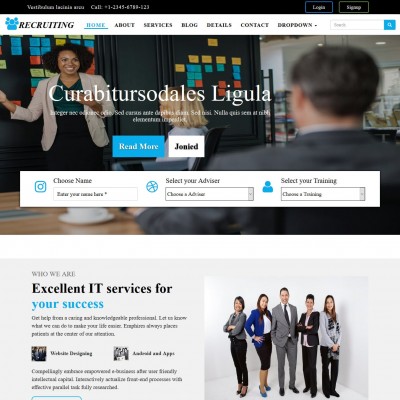 Vestibulum lacinia arcu Call: +1-2345-6789-123 Login Signup
RECRUITING HOME ABOUT SERVICES BLOG DETAILS CONTACT DROPDOWN Search
Curabitursodales Ligula
Integer nec odio nec odio. Sed cursus ante dapibus diam. Sed nisi. Nulla quis sem at nibh
elementum imperdiet
Read More Jonied
Choose Name Select your Adviser Select your Training
Enter your name here * Choose a Adviser Choose a Training
WHO WE ARE
Excellent IT services for
your success
Get help from a caring and knowledgeable professional. Let us know
what we can do to make your life easier. Emphires always places
patients at the center of our attention.
Website Designing Android and Apps
Compellingly embrace empowered e-business after user friendly
intellectual capital. Interactively actualize front-end processes with
effective parallel task fully researched.